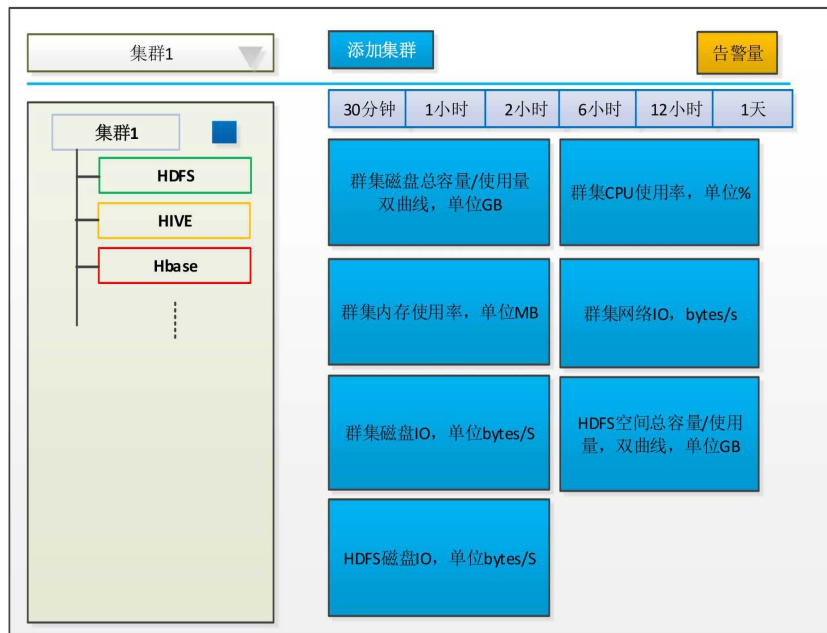 集群1
添加集群
告警量
集群1
HDFS
HIVE
Hbase
30分钟
1小时
2小时
6小时
12小时
1天
群集磁盘总容量/使用量
双曲线，单位GB
群集CPU使用率，单位%
群集内存使用率，单位MB
群集网络IO，bytes/s
群集磁盘IO，单位bytes/S
HDFS空间总容量/使用
量，双曲线，单位GB
HDFS磁盘IO，单位bytes/S